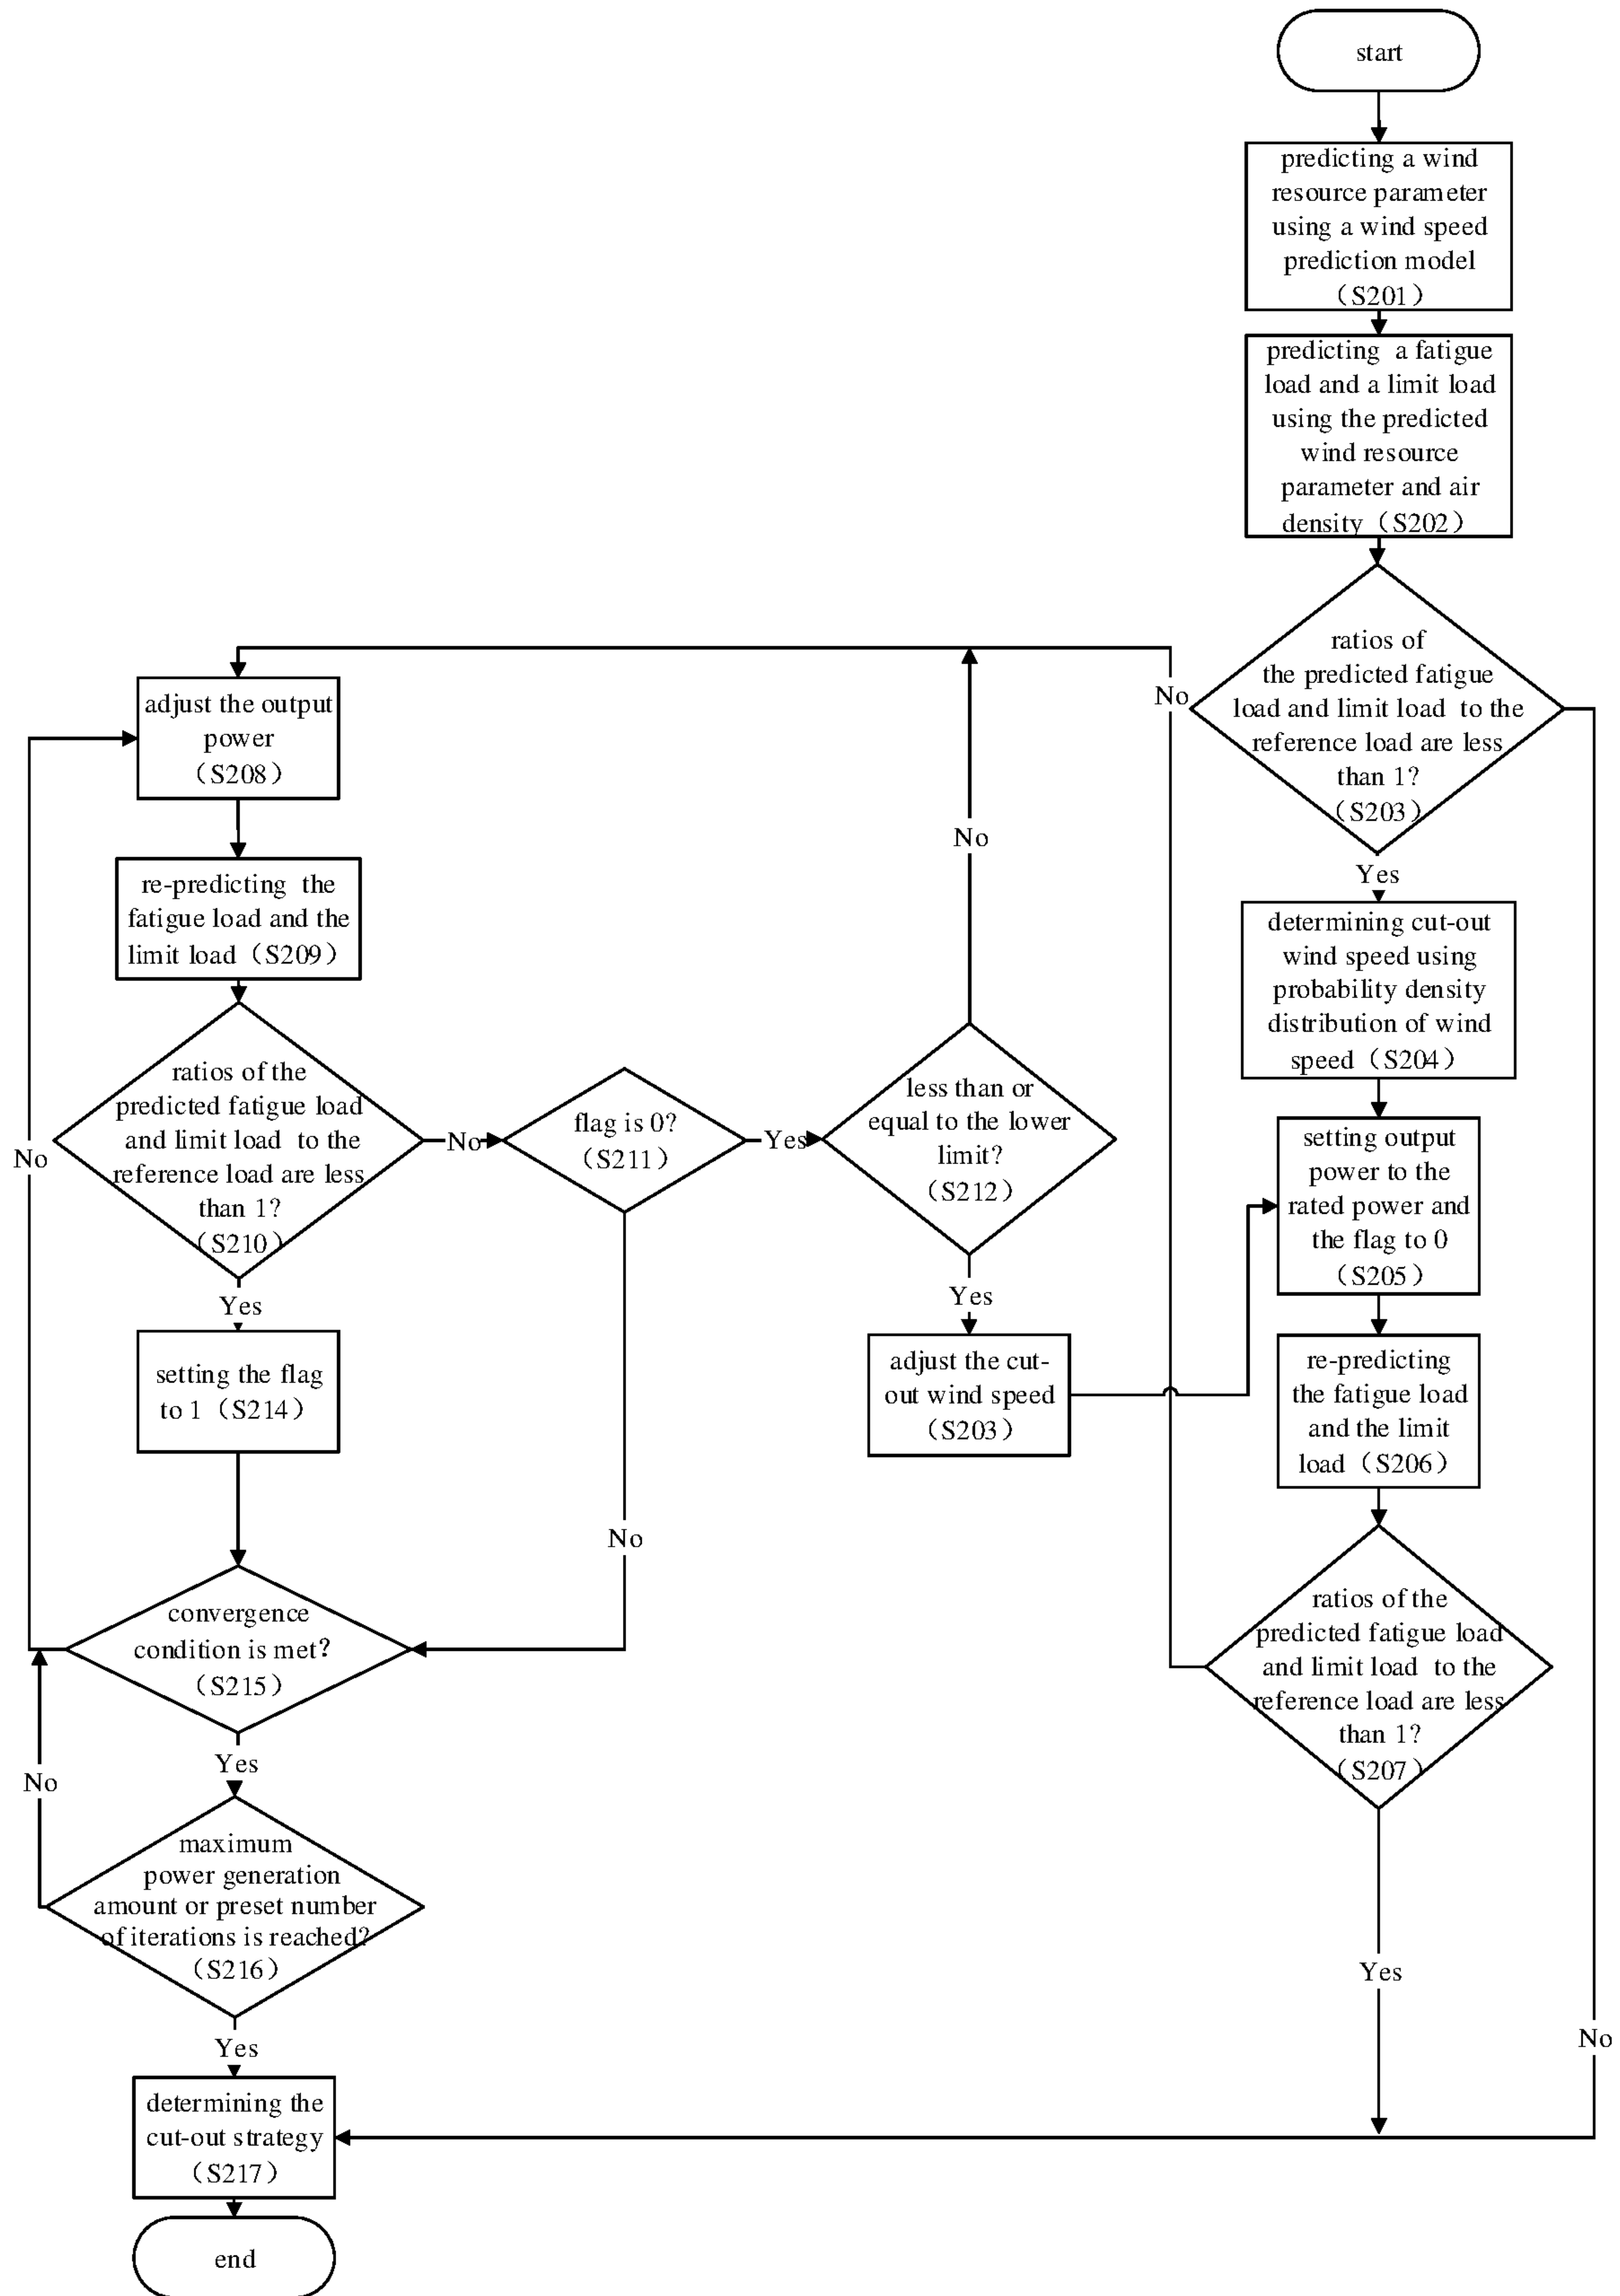 start
predicting a wind
resource parameter
using a wind speed
prediction model
（S201）
predicting a fatigue
load and a limit load
using the predicted
wind resource
parameter and air
density（S202）
ratios of
the predicted fatigue
load and limit load to the
reference load are less
than 1?
（S203）
No
Yes
No
determining cut-out
wind speed using
probability density
distribution of wind
speed（S204）
setting output
power to the
rated power and
the flag to 0
（S205）
re-predicting
the fatigue load
and the limit
load（S206）
ratios of the
predicted fatigue load
and limit load to the
reference load are less
than 1?
（S207）
Yes
adjust the output
power
（S208）
re-predicting the
fatigue load and the
limit load（S209）
ratios of the
predicted fatigue load
and limit load to the
reference load are less
than 1?
（S210）
No
Yes
flag is 0?
（S211）
Yes
No
less than or
equal to the lower
limit?
（S212）
No
Yes
adjust the cut-
out wind speed
（S203）
setting the flag
to 1（S214）
convergence
condition is met?
（S215）
No
Yes
maximum
power generation
amount or preset number
of iterations is reached?
（S216）
No
Yes
determining the
cut-out strategy
（S217）
end